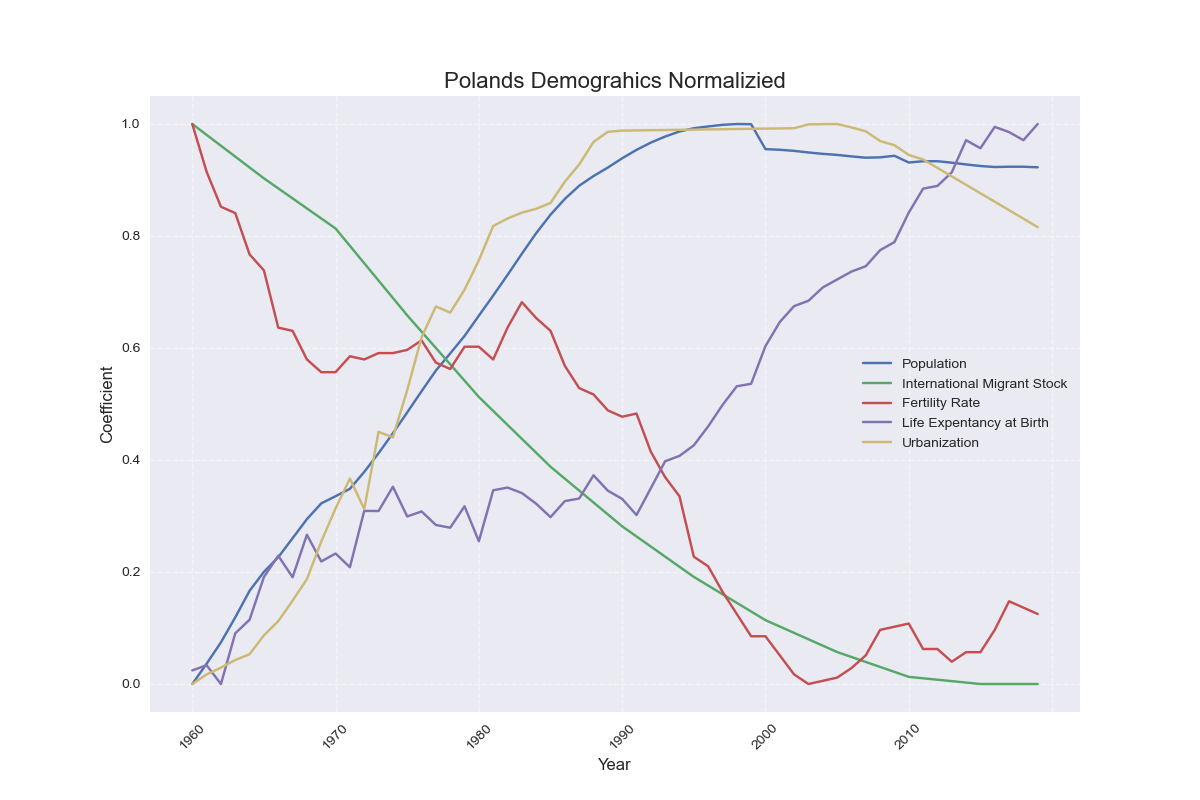 Polands Demograhics Normalizied
1.0
0.8
0.6
0.4
0.2
0.0
Coefficient
Population
International Migrant Stock
Fertility Rate
Life Expentancy at Birth
Urbanization
1960
1970
1980
1990
2000
2010
Year